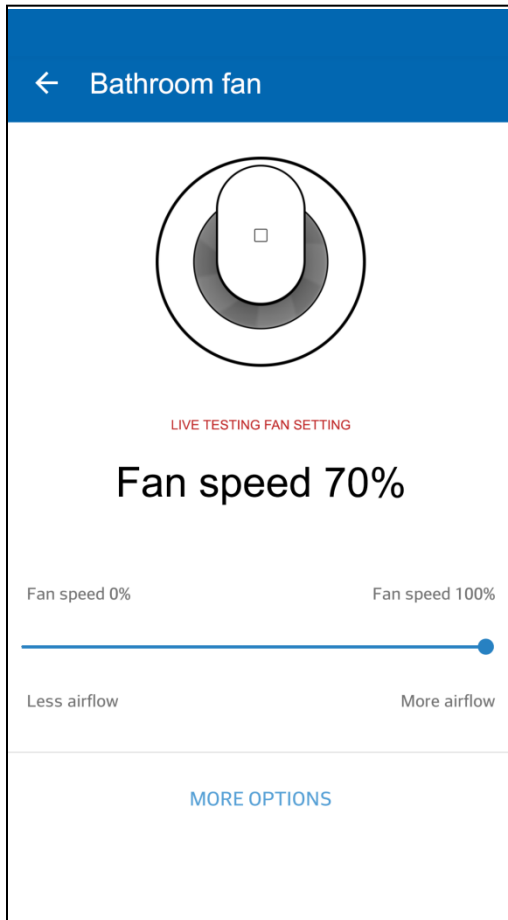 Bathroom fan
LIVE TESTING FAN SETTING
Fan speed 70%
Fan speed 0% Fan speed 100%
Less airflow More airflow
MORE OPTIONS